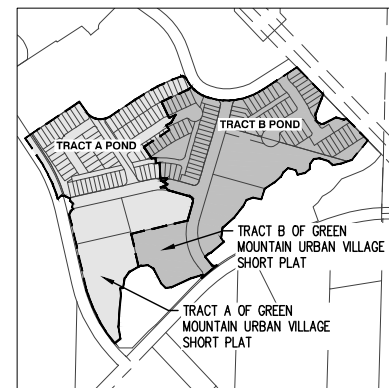 TRACT B POND
TRACT A POND
TRACT B OF GREEN
MOUNTAIN URBAN VILLAGE
SHORT PLAT
TRACT A OF GREEN
MOUNTAIN URBAN VILLAGE
SHORT PLAT